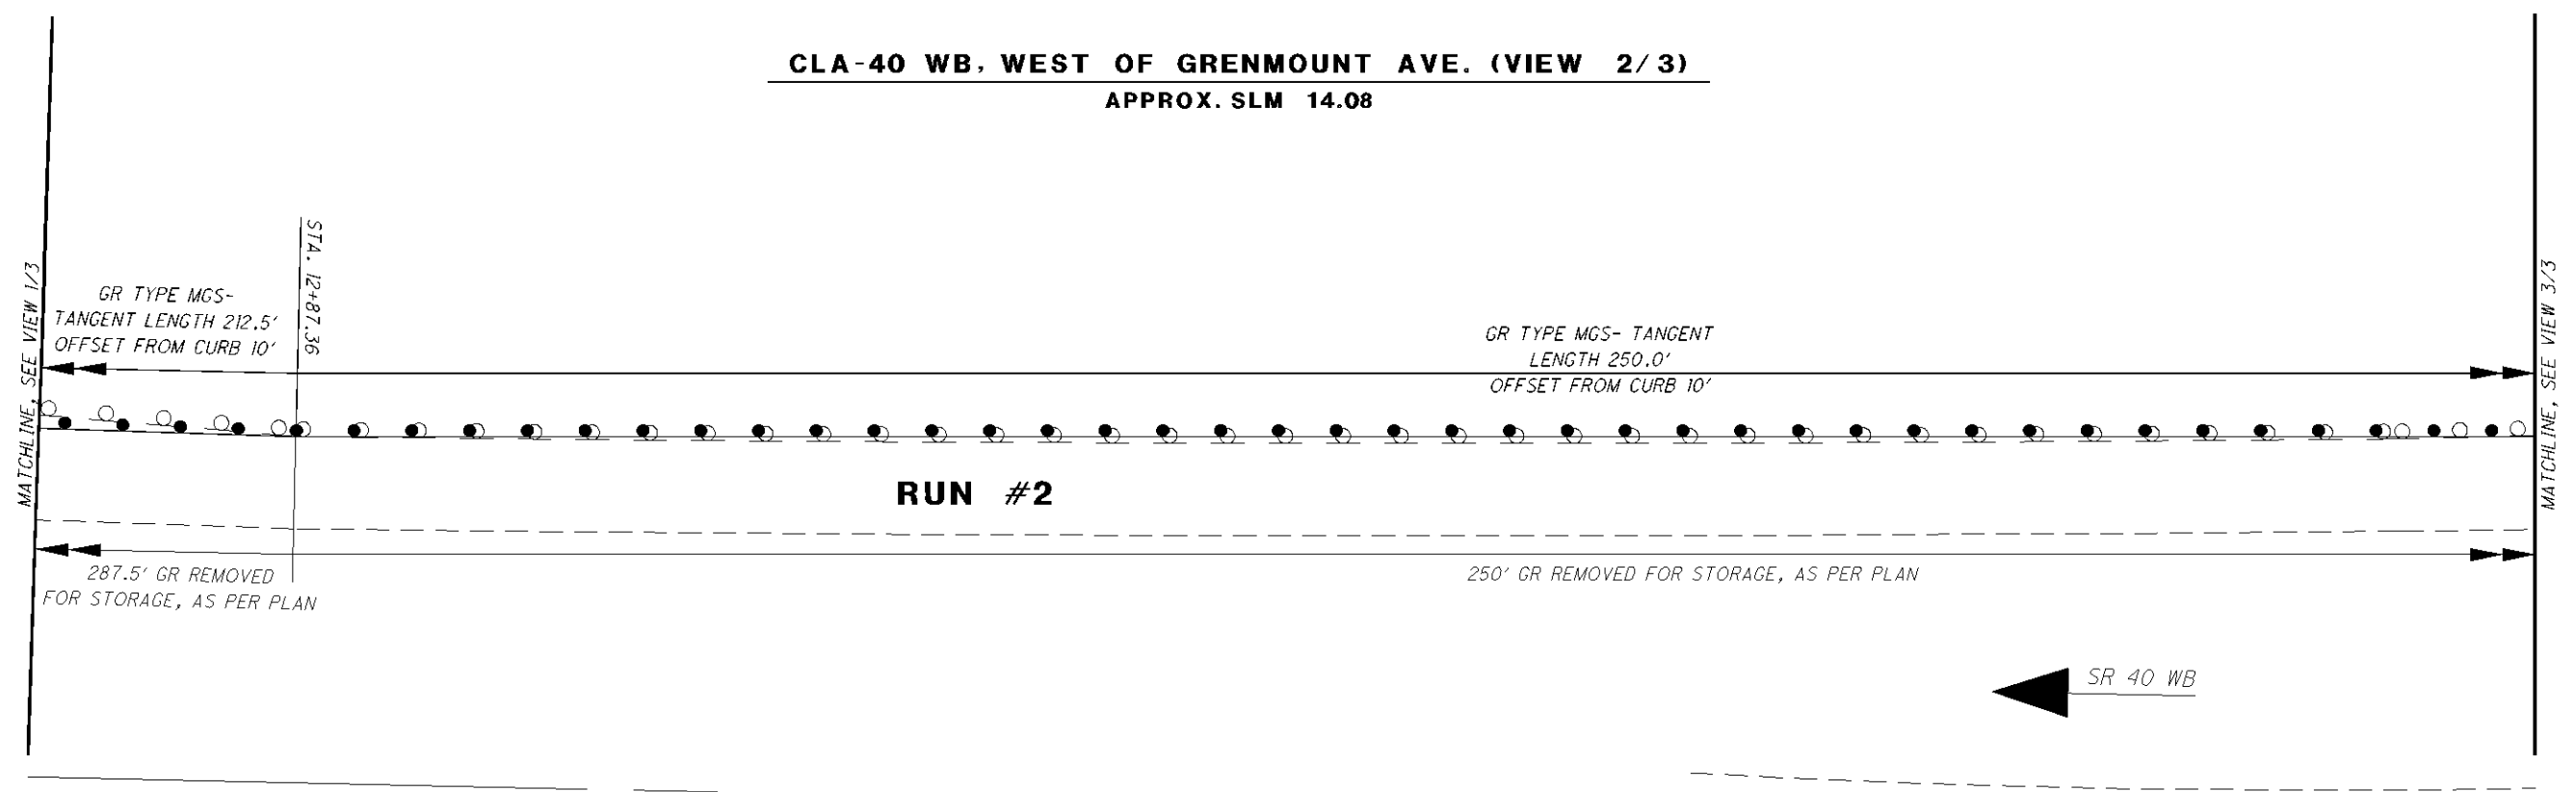 CLA-40 WB, WEST OF GRENMOUNT AVE. (VIEW 2/3)
APPROX. SLM 14.08
MATCHLINE, SEE VIEW 1/3
GR TYPE MGS-
TANGENT LENGTH 212.5'
OFFSET FROM CURB 10'
STA. 12+87.36
GR TYPE MGS- TANGENT
LENGTH 250.0'
OFFSET FROM CURB 10'
MATCHLINE, SEE VIEW 3/3
RUN #2
287.5' GR REMOVED
FOR STORAGE, AS PER PLAN
250' GR REMOVED FOR STORAGE, AS PER PLAN
SR 40 WB